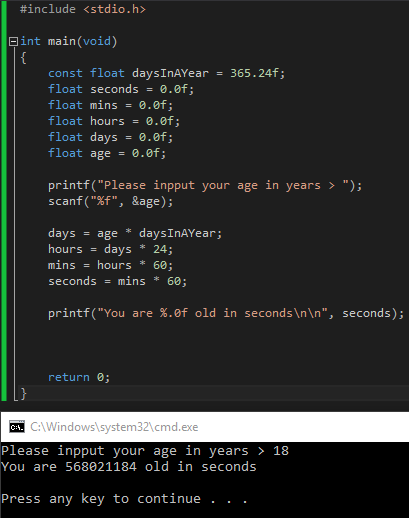 #include <stdio.h>
int main(void)
{
const float daysInAYear = 365.24f;
float seconds = 0.0f;
float mins = 0.0f;
float hours = 0.0f;
float days = 0.0f;
float age = 0.0f;
printf("Please inpput your age in years > ");
scanf("%f", &age);
days = age * daysInAYear;
hours = days * 24;
mins = hours * 60;
seconds = mins * 60;
printf("You are %.0f old in seconds\n\n", seconds);
return 0;
}
C:\Windows\system32\cmd.exe
Please inpput your age in years > 18
You are 568021184 old in seconds
Press any key to continue . . .